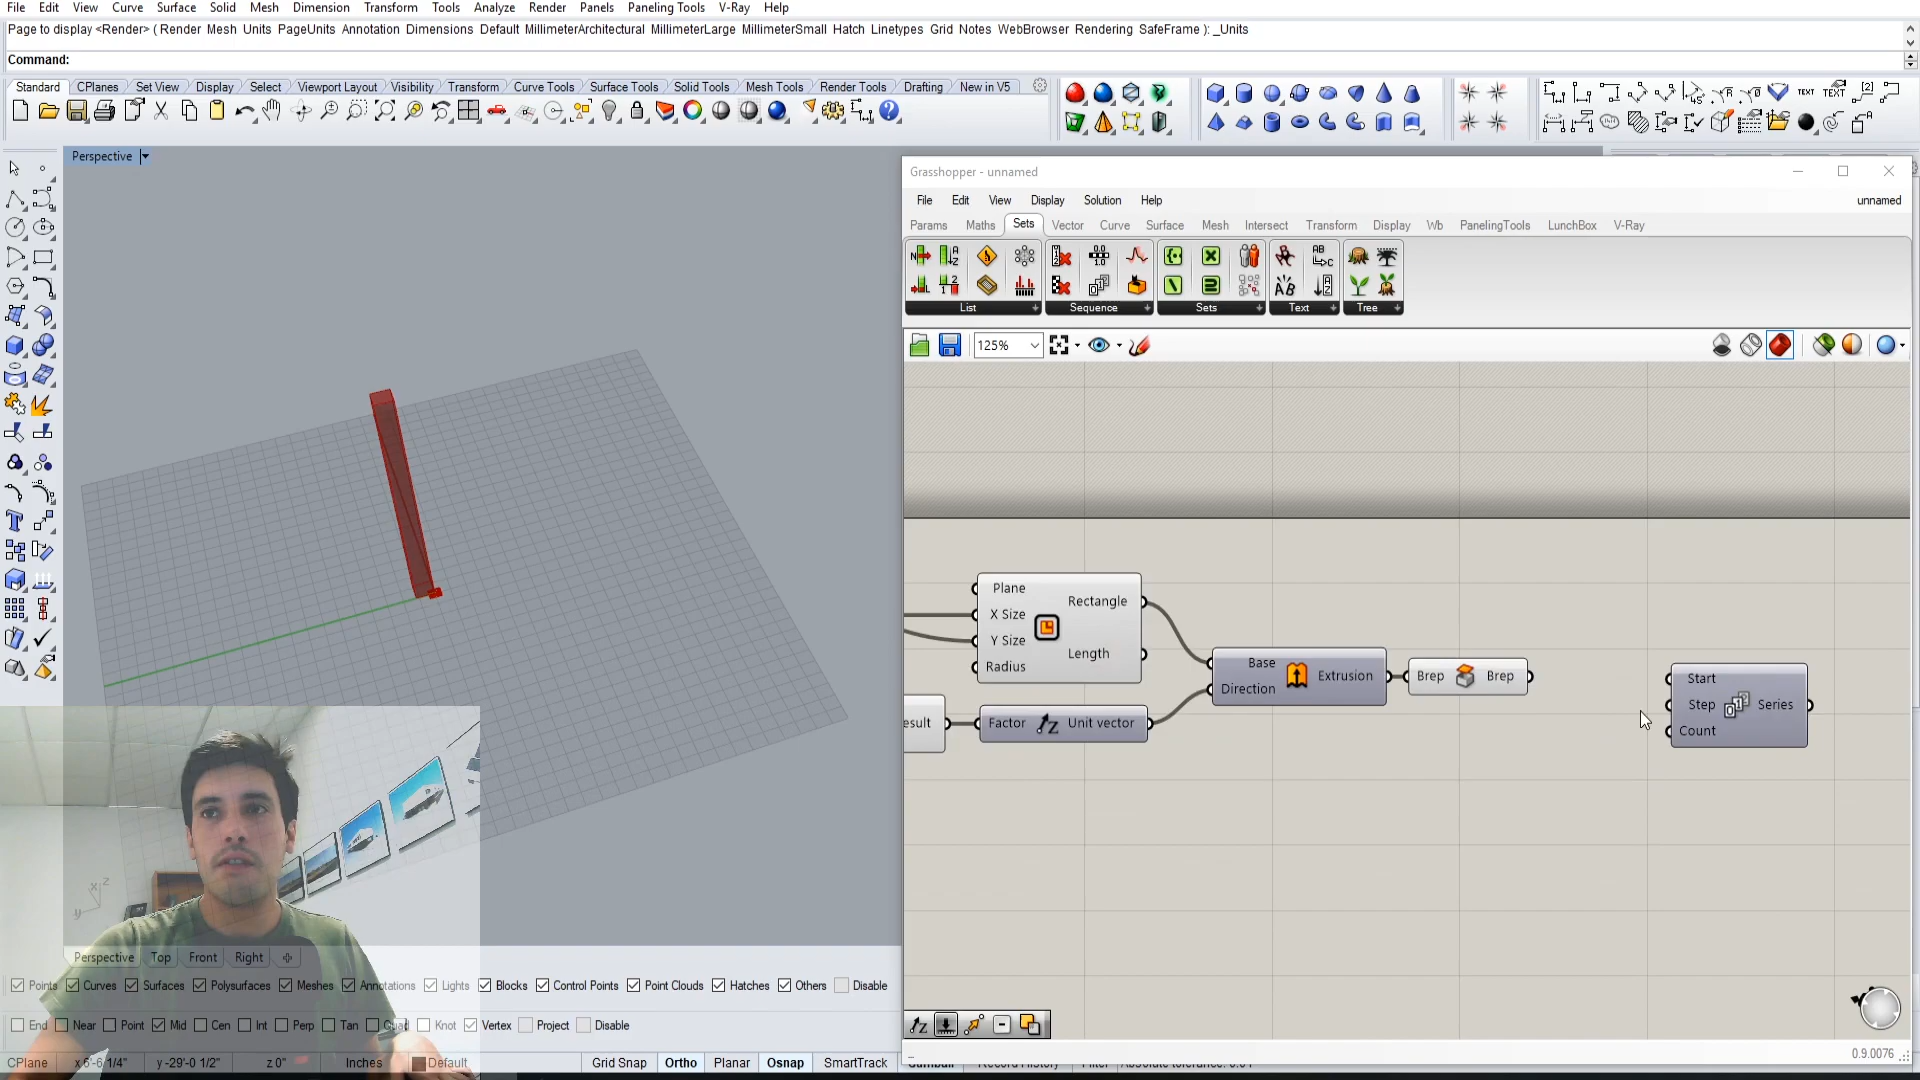 File Edit View Curve Surface Solid Mesh Dimension Transform Tools Analyze Render Panels Paneling Tools V-Ray Help
Page to display <Render> ( Render Mesh Units PageUnits Annotation Dimensions Default MillimeterArchitectural MillimeterLarge MillimeterSmall Hatch Linetypes Grid Notes WebBrowser Rendering SafeFrame ): _Units
Command:
Standard CPlanes Set View Display Select Viewport Layout Visibility Transform Curve Tools Surface Tools Solid Tools Mesh Tools Render Tools Drafting New in V5
Perspective
Grasshopper - unnamed
File Edit View Display Solution Help unnamed
Params Maths Sets Vector Curve Surface Mesh Intersect Transform Display Wb PanelingTools LunchBox V-Ray
List Sequence Sets Text Tree
125%
Plane
X Size
Y Size
Radius
Rectangle
Length
Base
Direction
Extrusion
Brep Brep
Start
Step
Count
Series
esult
Factor Unit vector
Perspective Top Front Right
Points Curves Surfaces Polysurfaces Meshes Annotations Lights Blocks Control Points Point Clouds Hatches Others Disable
End Near Point Mid Cen Int Perp Tan Quad Knot Vertex Project Disable
CPlane x 6'-6 1/4" y -29'-0 1/2" z 0" Inches Default Grid Snap Ortho Planar Osnap SmartTrack
0.9.0076